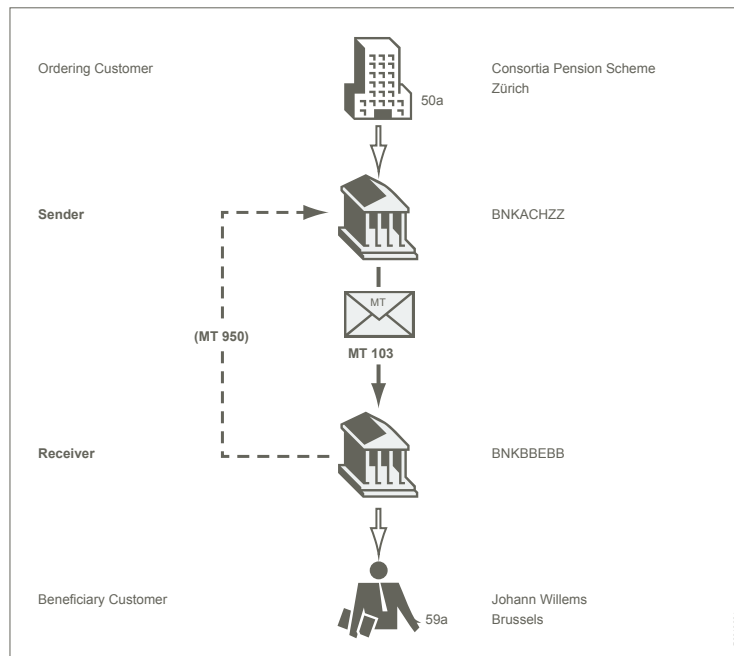 Ordering Customer
50a
Consortia Pension Scheme
Zürich
Sender
BNKACHZZ
MT
(MT 950)
MT 103
Receiver
BNKBBEBB
Beneficiary Customer
59a
Johann Willems
Brussels